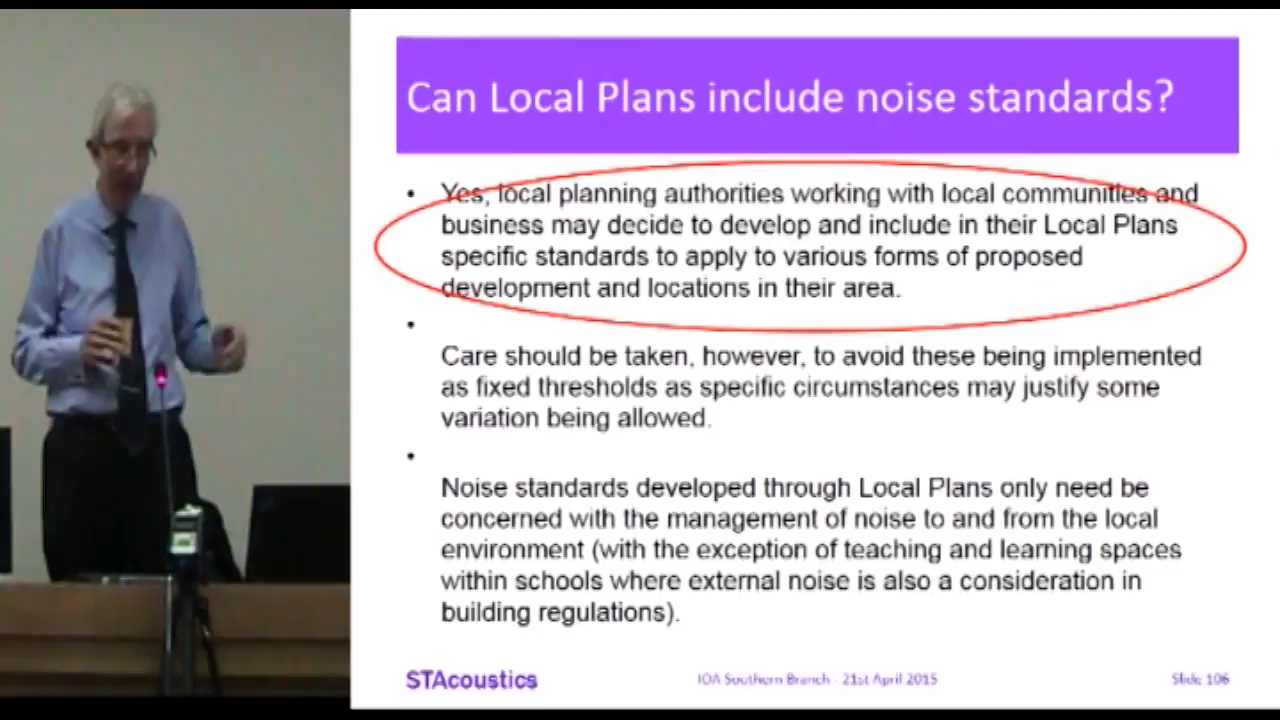 Can Local Plans include noise standards?
• Yes, local planning authorities working with local communities and
business may decide to develop and include in their Local Plans
specific standards to apply to various forms of proposed
development and locations in their area.
•
Care should be taken, however, to avoid these being implemented
as fixed thresholds as specific circumstances may justify some
variation being allowed.
•
Noise standards developed through Local Plans only need be
concerned with the management of noise to and from the local
environment (with the exception of teaching and learning spaces
within schools where external noise is also a consideration in
building regulations).
STAcoustics
IOA Southern Branch - 21st April 2015
Slide 106